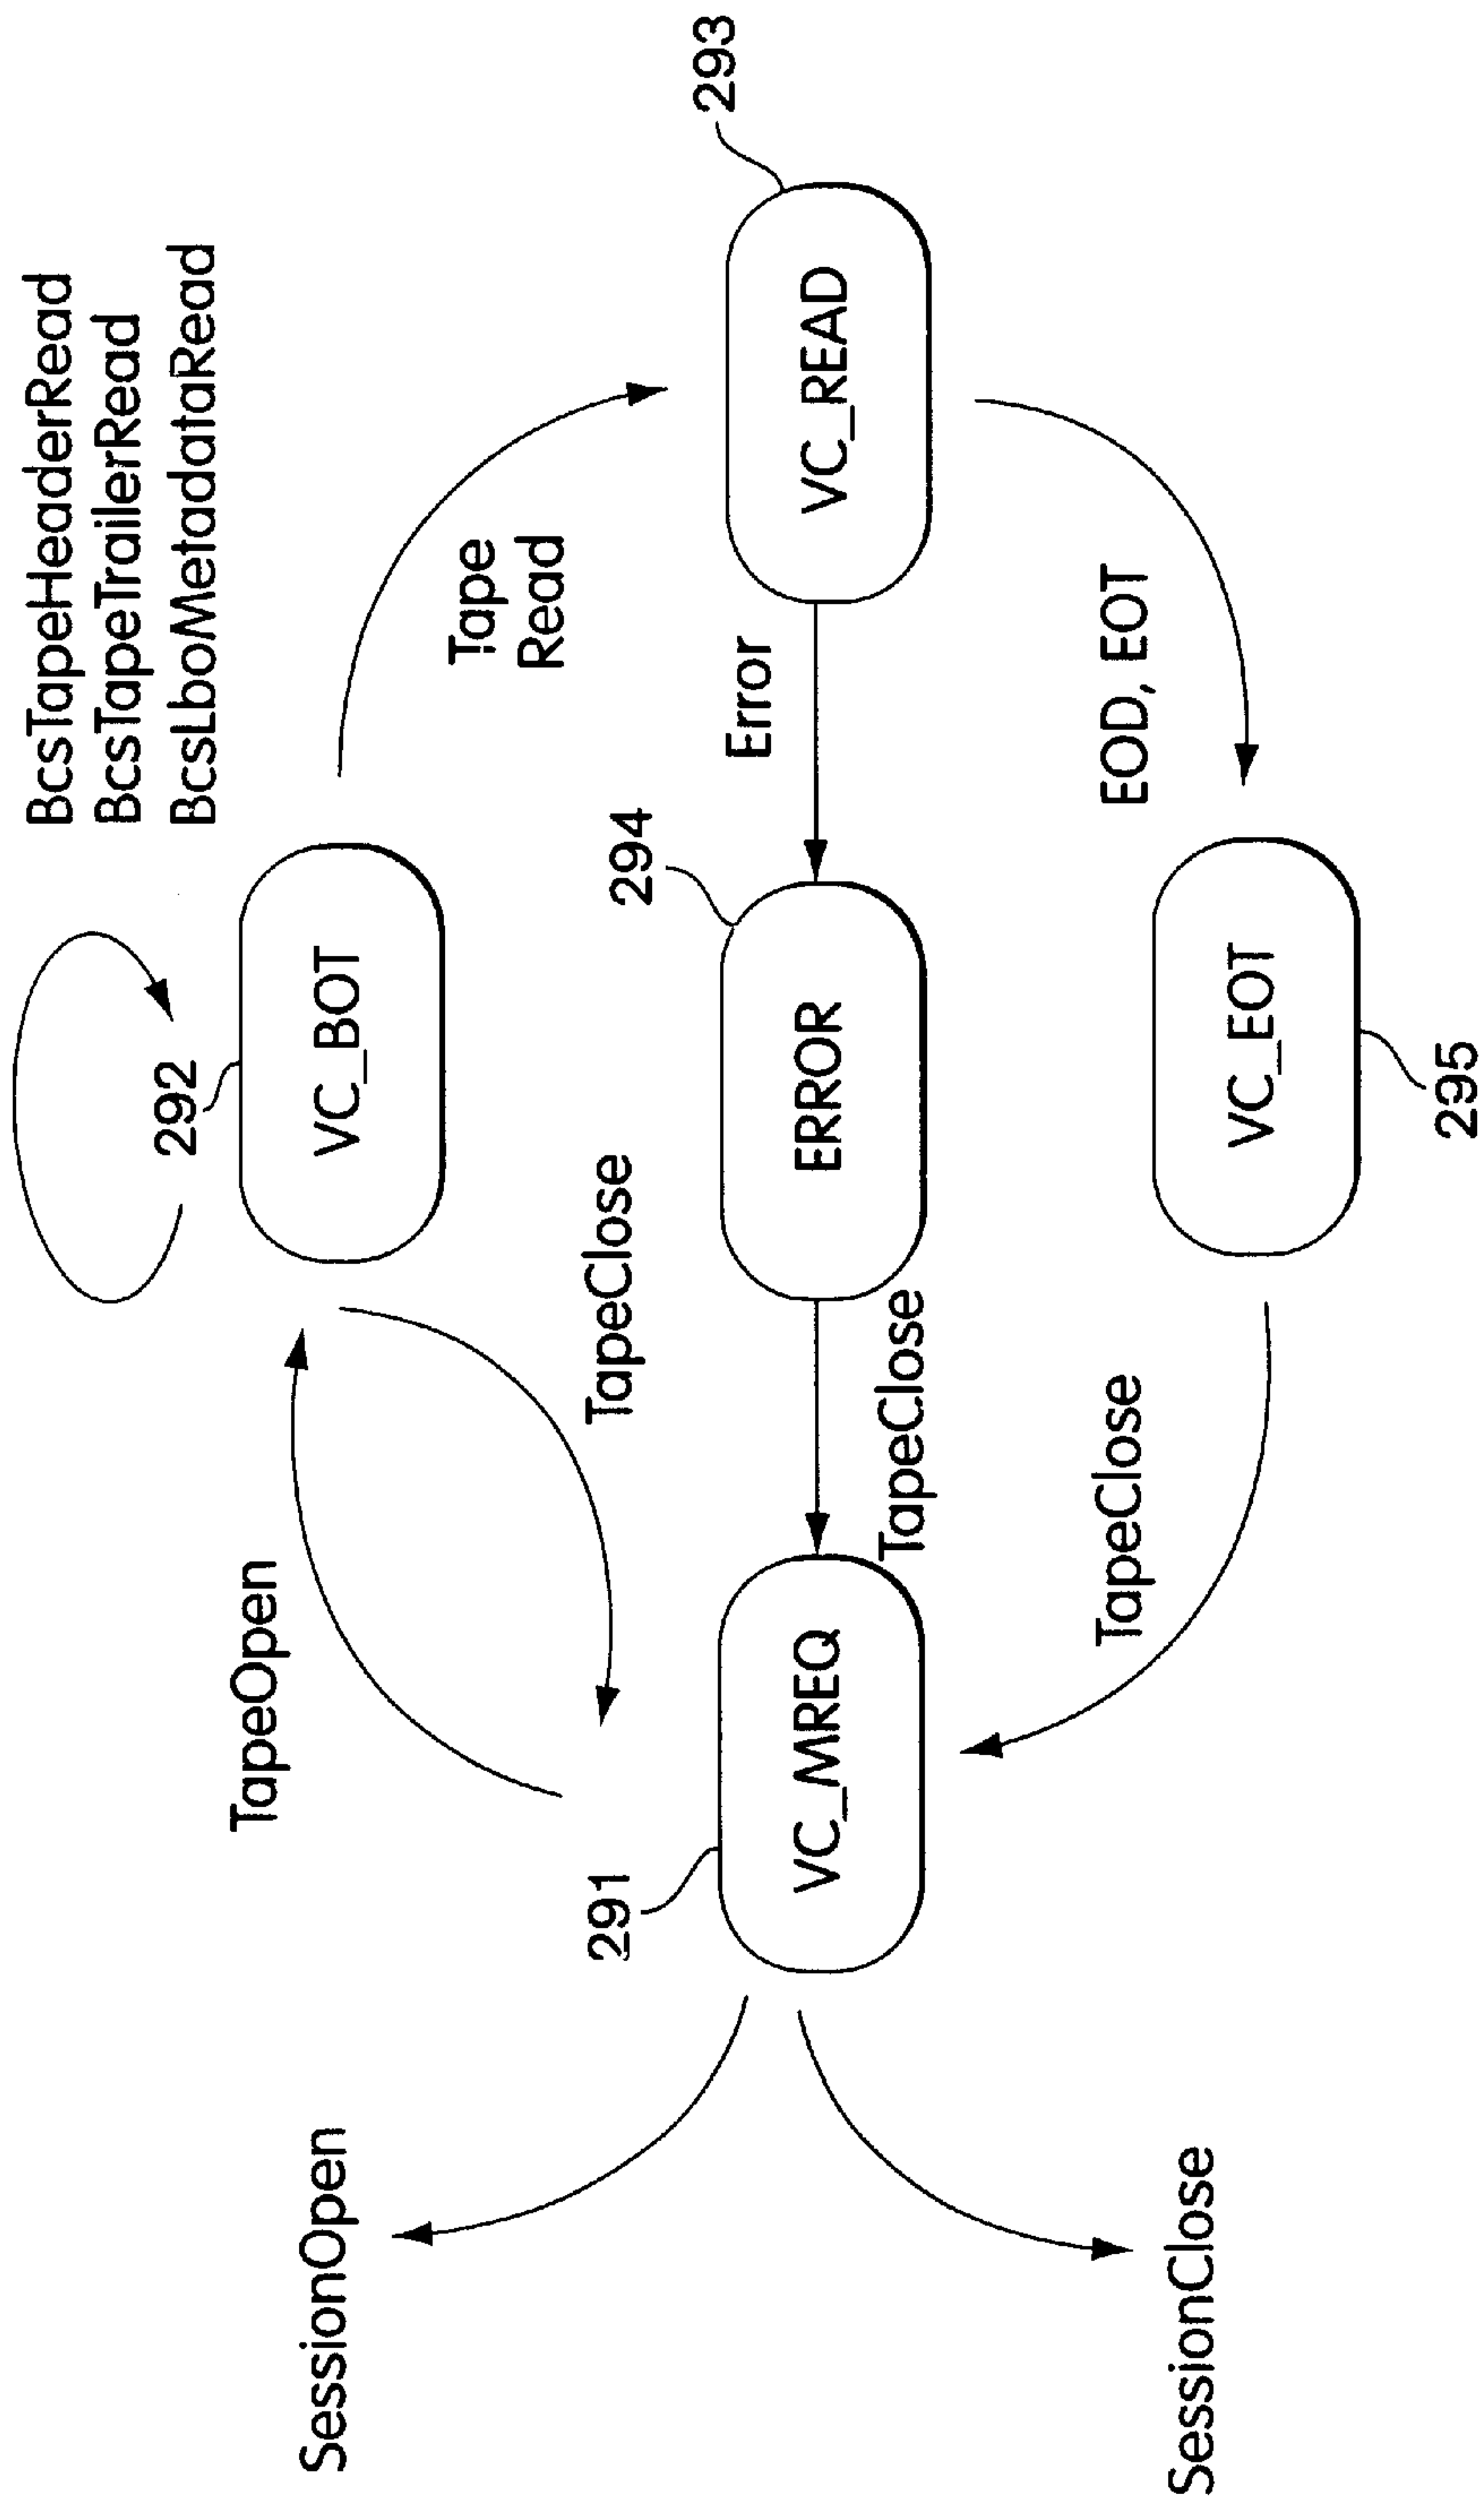 BcsTapeHeaderRead
BcsTapeTrailerRead
BcsLboMetadataRead
292
TapeOpen
VC_BOT
SessionOpen
Tape
Read
TapeClose
291
294
Error
293
VC_MREQ
ERROR
VC_READ
TapeClose
TapeClose
EOD, EOT
SessionClose
VC_EOT
295